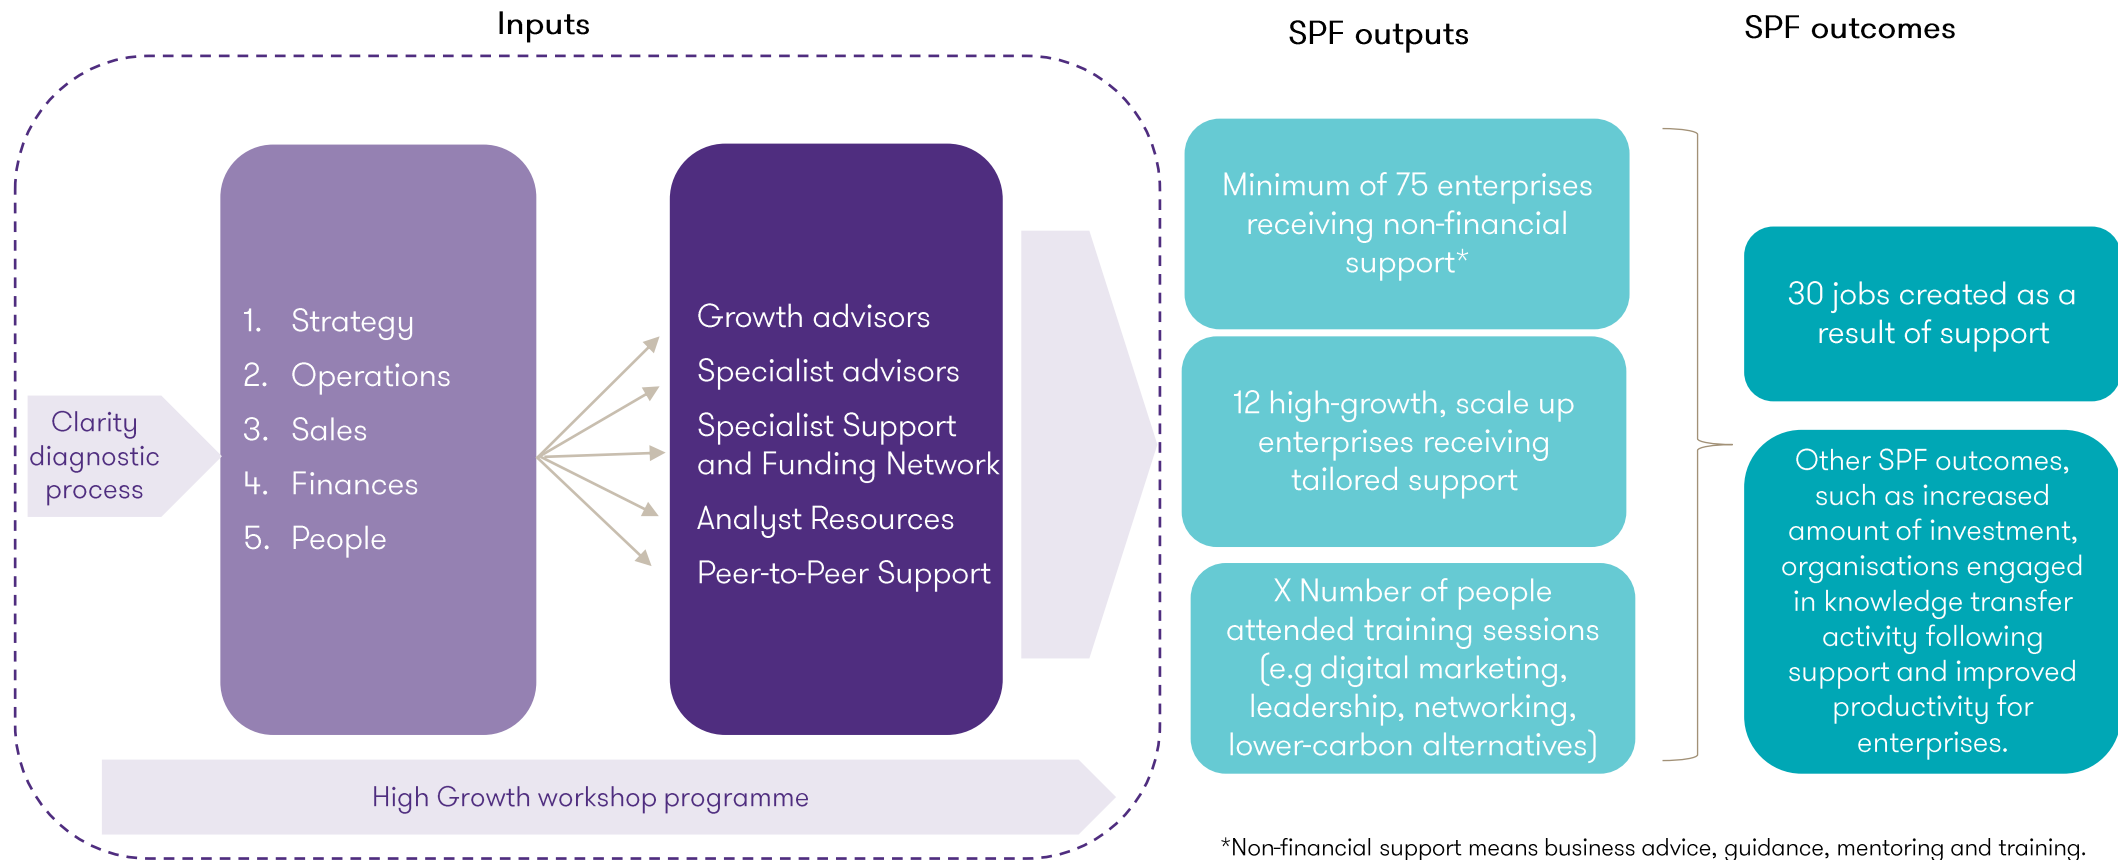 Inputs
SPF outputs
SPF outcomes
Clarity
diagnostic
process
1. Strategy
2. Operations
3. Sales
4. Finances
5. People
Growth advisors
Specialist advisors
Specialist Support
and Funding Network
Analyst Resources
Peer-to-Peer Support
High Growth workshop programme
Minimum of 75 enterprises
receiving non-financial
support*
12 high-growth, scale up
enterprises receiving
tailored support
X Number of people
attended training sessions
(e.g digital marketing,
leadership, networking,
lower-carbon alternatives)
30 jobs created as a
result of support
Other SPF outcomes,
such as increased
amount of investment,
organisations engaged
in knowledge transfer
activity following
support and improved
productivity for
enterprises.
*Non-financial support means business advice, guidance, mentoring and training.